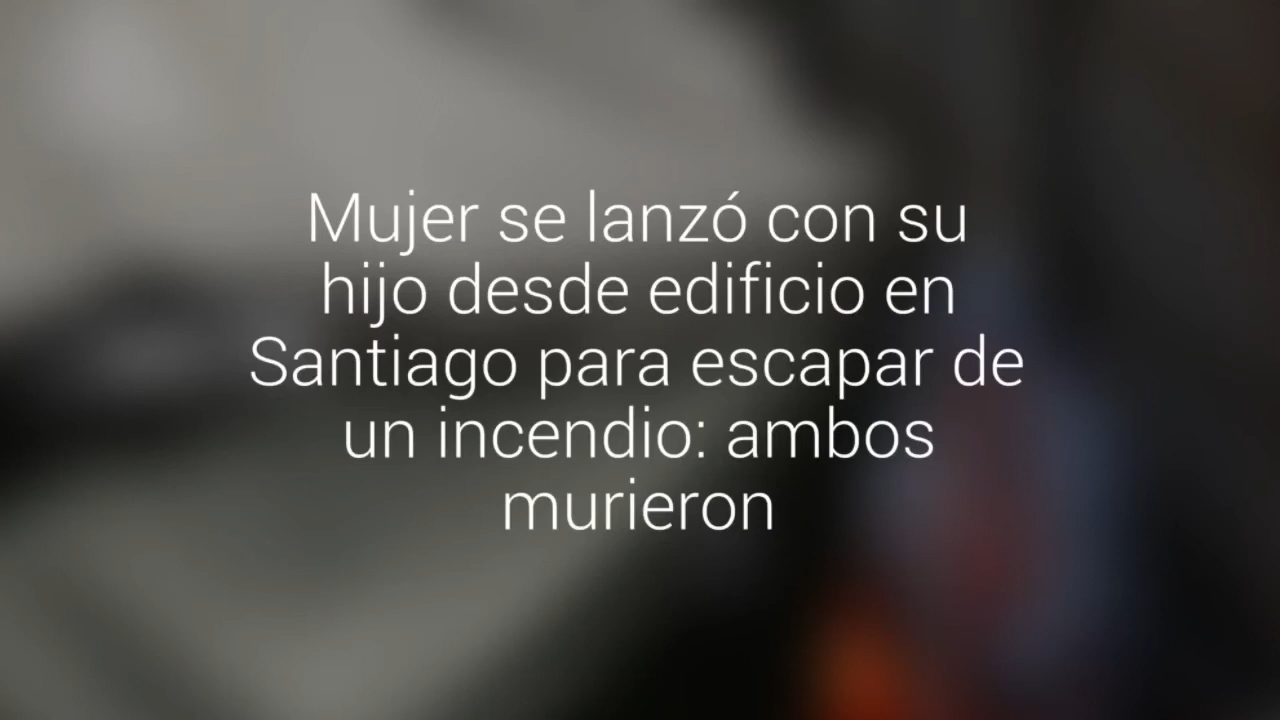 Mujer se lanzó con su
hijo desde edificio en
Santiago para escapar de
un incendio: ambos
murieron